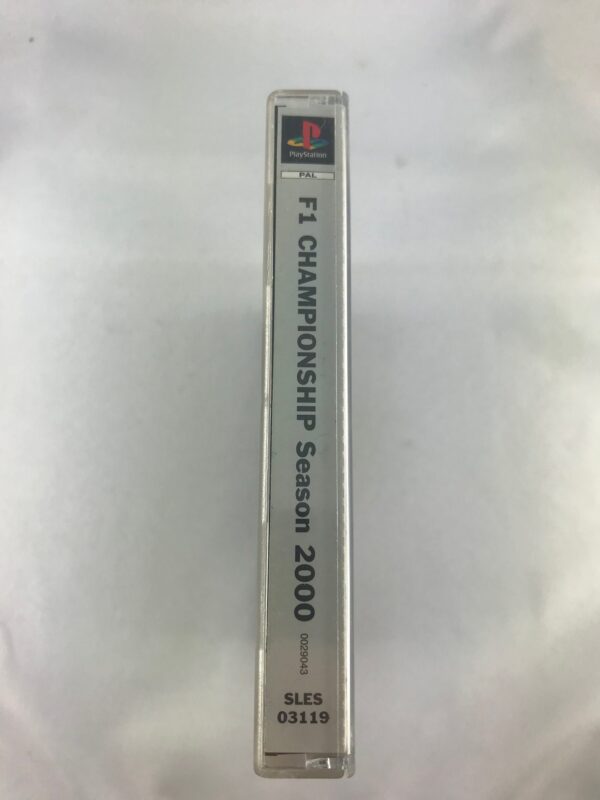 PlayStation
PAL
F1 CHAMPIONSHIP Season 2000
0029043
SLES
03119